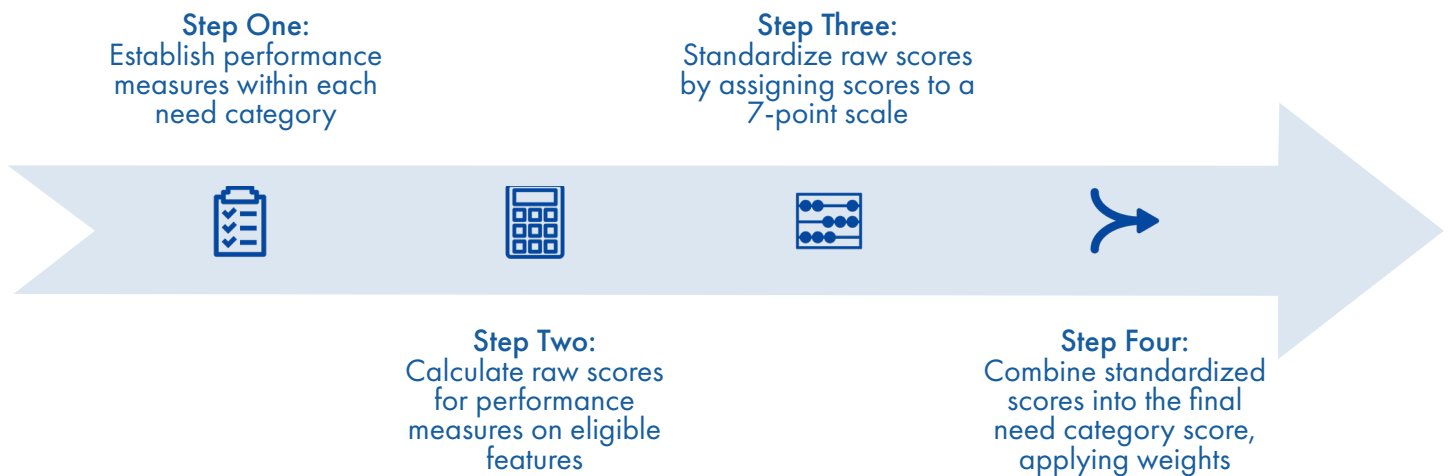 Step One:
Establish performance
measures within each
need category
Step Two:
Calculate raw scores
for performance
measures on eligible
features
Step Three:
Standardize raw scores
by assigning scores to a
7-point scale
Step Four:
Combine standardized
scores into the final
need category score,
applying weights